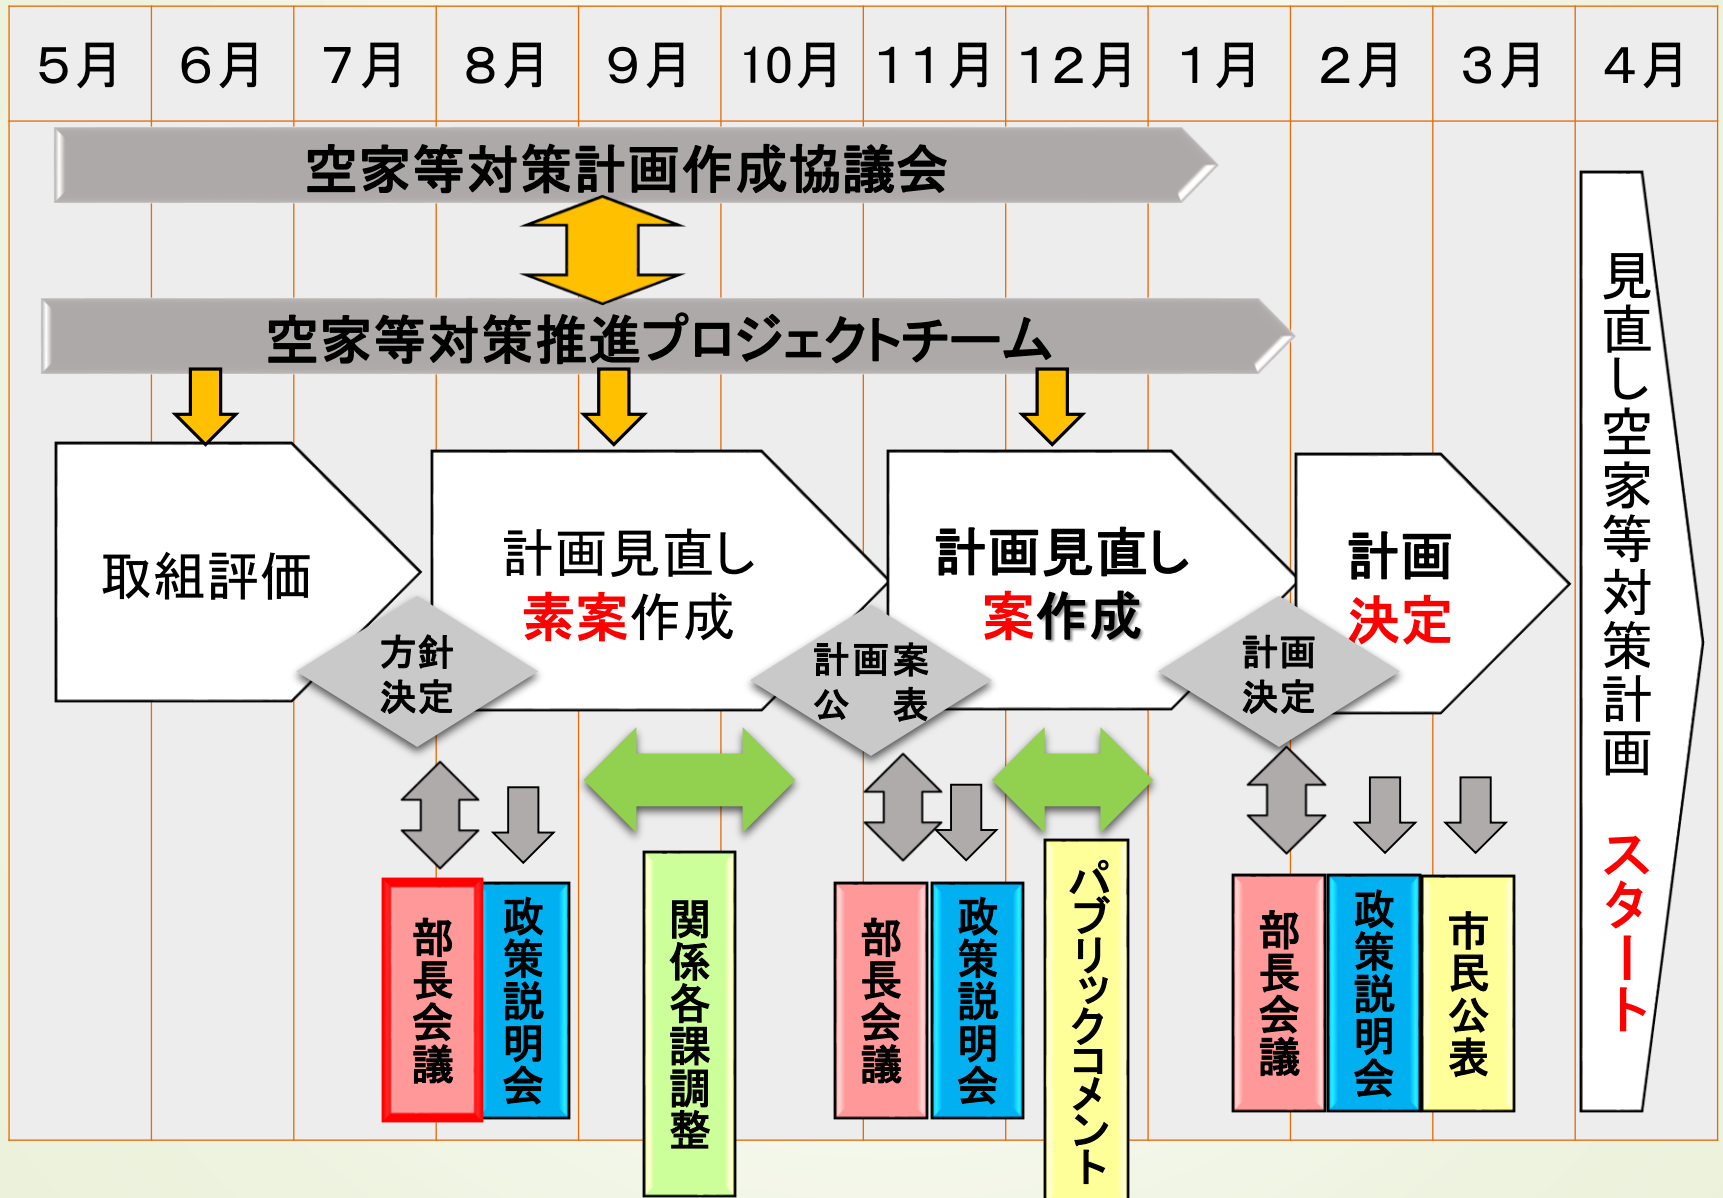 5月 6月 7月 8月 9月 10月 11月 12月 1月 2月 3月 4月
空家等対策計画作成協議会
空家等対策推進プロジェクトチーム
取組評価
計画見直し
素案作成
計画見直し
案作成
計画
決定
方針
決定
計画案
公　表
計画
決定
部長会議
政策説明会
関係各課調整
部長会議
政策説明会
パブリックコメント
部長会議
政策説明会
市民公表
見直し空家等対策計画　スタート